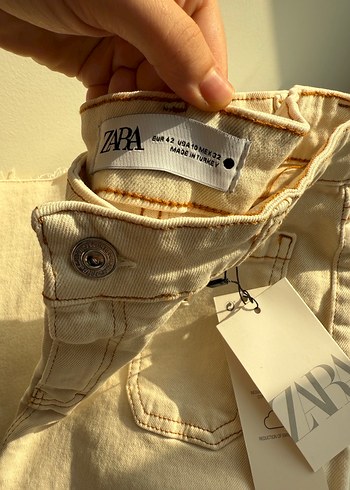 ZARA
EUR 42 USA 10 MEX 32
MADE IN TURKEY
ZARA